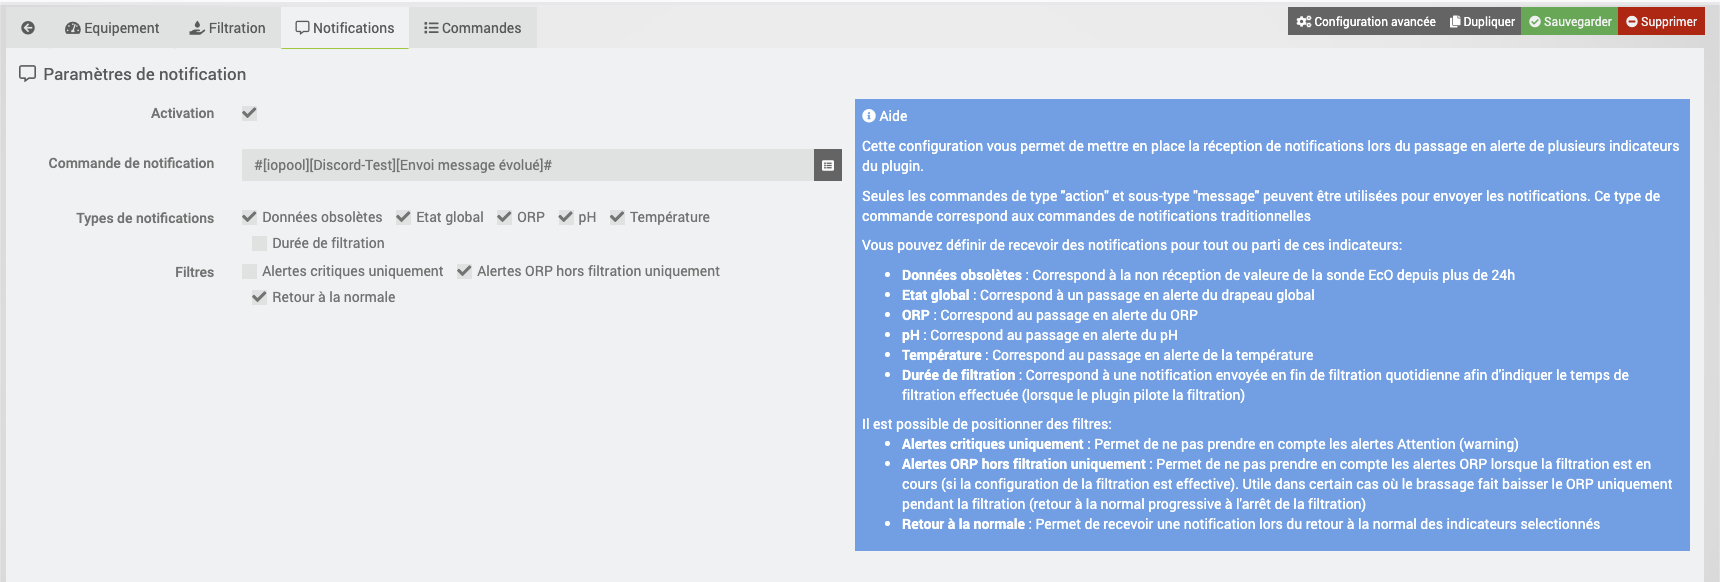 Equipement Filtration Notifications Commandes Configuration avancée Dupliquer Sauvegarder Supprimer
Paramètres de notification
Activation
Commande de notification #[iopool][Discord-Test][Envoi message évolué]#
Types de notifications Données obsolètes Etat global ORP pH Température
Durée de filtration
Filtres Alertes critiques uniquement Alertes ORP hors filtration uniquement
Retour à la normale
Aide
Cette configuration vous permet de mettre en place la réception de notifications lors du passage en alerte de plusieurs indicateurs
du plugin.
Seules les commandes de type "action" et sous-type "message" peuvent être utilisées pour envoyer les notifications. Ce type de
commande correspond aux commandes de notifications traditionnelles
Vous pouvez définir de recevoir des notifications pour tout ou parti de ces indicateurs:
Données obsolètes : Correspond à la non réception de valeure de la sonde EcO depuis plus de 24h
Etat global : Correspond à un passage en alerte du drapeau global
ORP : Correspond au passage en alerte du ORP
pH : Correspond au passage en alerte du pH
Température : Correspond au passage en alerte de la température
Durée de filtration : Correspond à une notification envoyée en fin de filtration quotidienne afin d'indiquer le temps de
filtration effectuée (lorsque le plugin pilote la filtration)
Il est possible de positionner des filtres:
Alertes critiques uniquement : Permet de ne pas prendre en compte les alertes Attention (warning)
Alertes ORP hors filtration uniquement : Permet de ne pas prendre en compte les alertes ORP lorsque la filtration est en
cours (si la configuration de la filtration est effective). Utile dans certain cas où le brassage fait baisser le ORP uniquement
pendant la filtration (retour à la normal progressive à l'arrêt de la filtration)
Retour à la normale : Permet de recevoir une notification lors du retour à la normal des indicateurs selectionnés